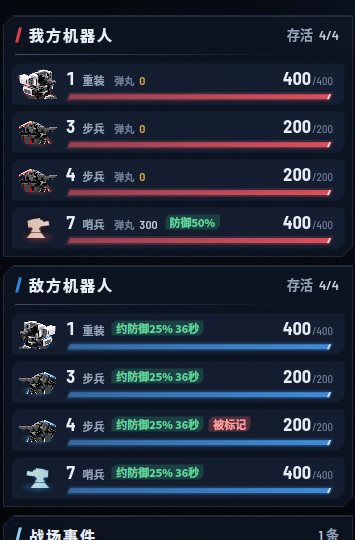 我方机器人 存活 4/4
1 重装 弹丸 0 400/400
3 步兵 弹丸 0 200/200
4 步兵 弹丸 0 200/200
7 哨兵 弹丸 300 防御50% 400/400
敌方机器人 存活 4/4
1 重装 约防御25% 36秒 400/400
3 步兵 约防御25% 36秒 200/200
4 步兵 约防御25% 36秒 被标记 200/200
7 哨兵 约防御25% 36秒 400/400
战场事件 1 条